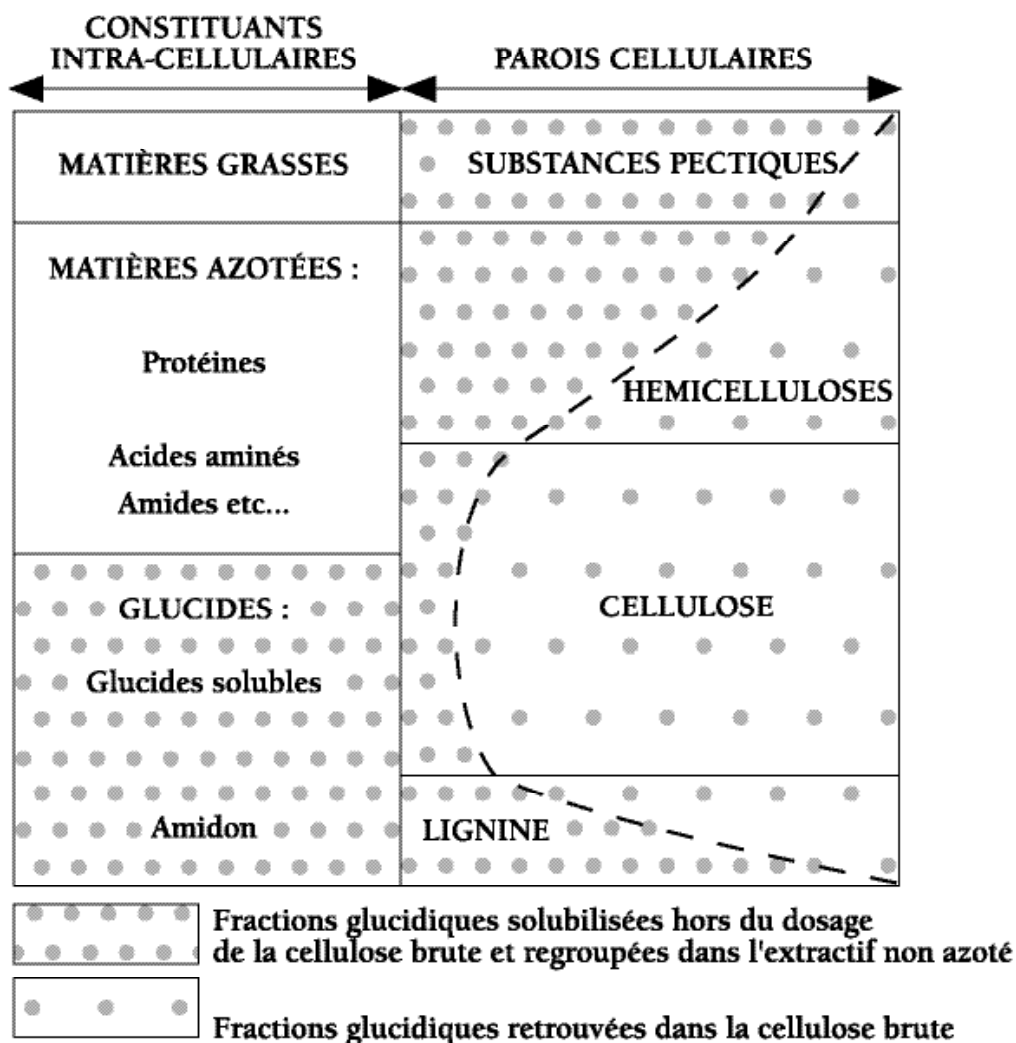 CONSTITUANTS
INTRA-CELLULAIRES
PAROIS CELLULAIRES
MATIÈRES GRASSES
SUBSTANCES PECTIQUES
MATIÈRES AZOTÉES :
Protéines
HEMICELLULOSES
Acides aminés
Amides etc...
GLUCIDES :
CELLULOSE
Glucides solubles
Amidon
LIGNINE
Fractions glucidiques solubilisées hors du dosage
de la cellulose brute et regroupées dans l'extractif non azoté
Fractions glucidiques retrouvées dans la cellulose brute